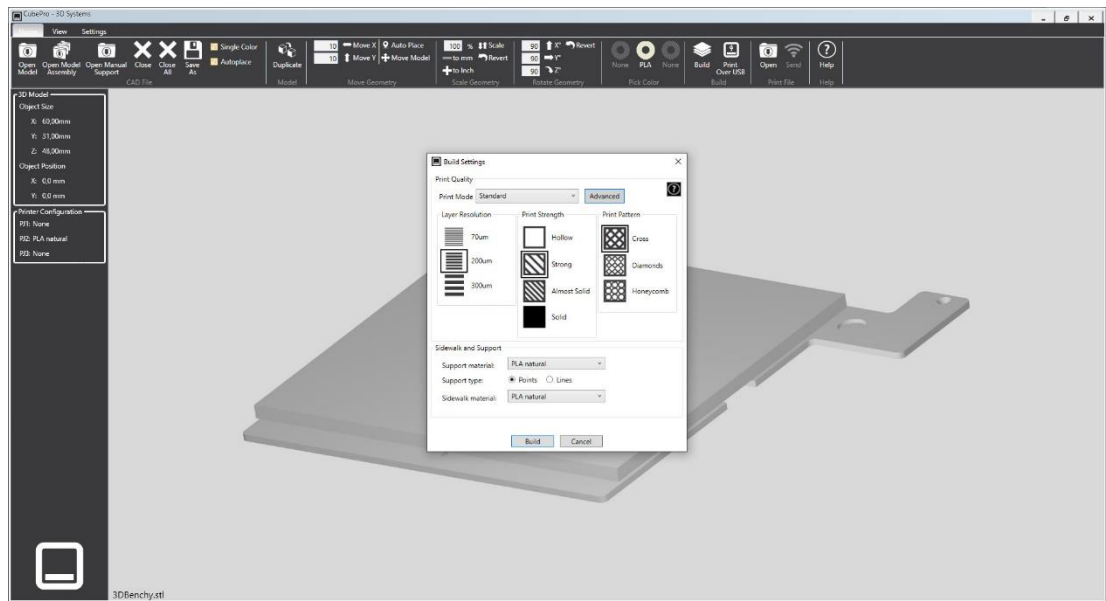 CubePro - 3D Systems
View Settings
Open Model
Open Model Assembly
Open Manual Support
Close
Close All
Save As
Single Color
Autoplace
CAD File
Duplicate
Model
10 Move X
10 Move Y
Auto Place
Move Model
Move Geometry
100 % Scale
to mm Revert
to Inch
Scale Geometry
90 X° Revert
90 Y°
90 Z°
Rotate Geometry
None PLA None
Pick Color
Build
Print Over USB
Build
Open Send
Print File
Help
Help
3D Model
Object Size
X: 60,00mm
Y: 31,00mm
Z: 48,00mm
Object Position
X: 0,0 mm
Y: 0,0 mm
Printer Configuration
PJ1: None
PJ2: PLA natural
PJ3: None
Build Settings
Print Quality
Print Mode Standard Advanced
Layer Resolution
70um
200um
300um
Print Strength
Hollow
Strong
Almost Solid
Solid
Print Pattern
Cross
Diamonds
Honeycomb
Sidewalk and Support
Support material: PLA natural
Support type: Points Lines
Sidewalk material: PLA natural
Build Cancel
3DBenchy.stl